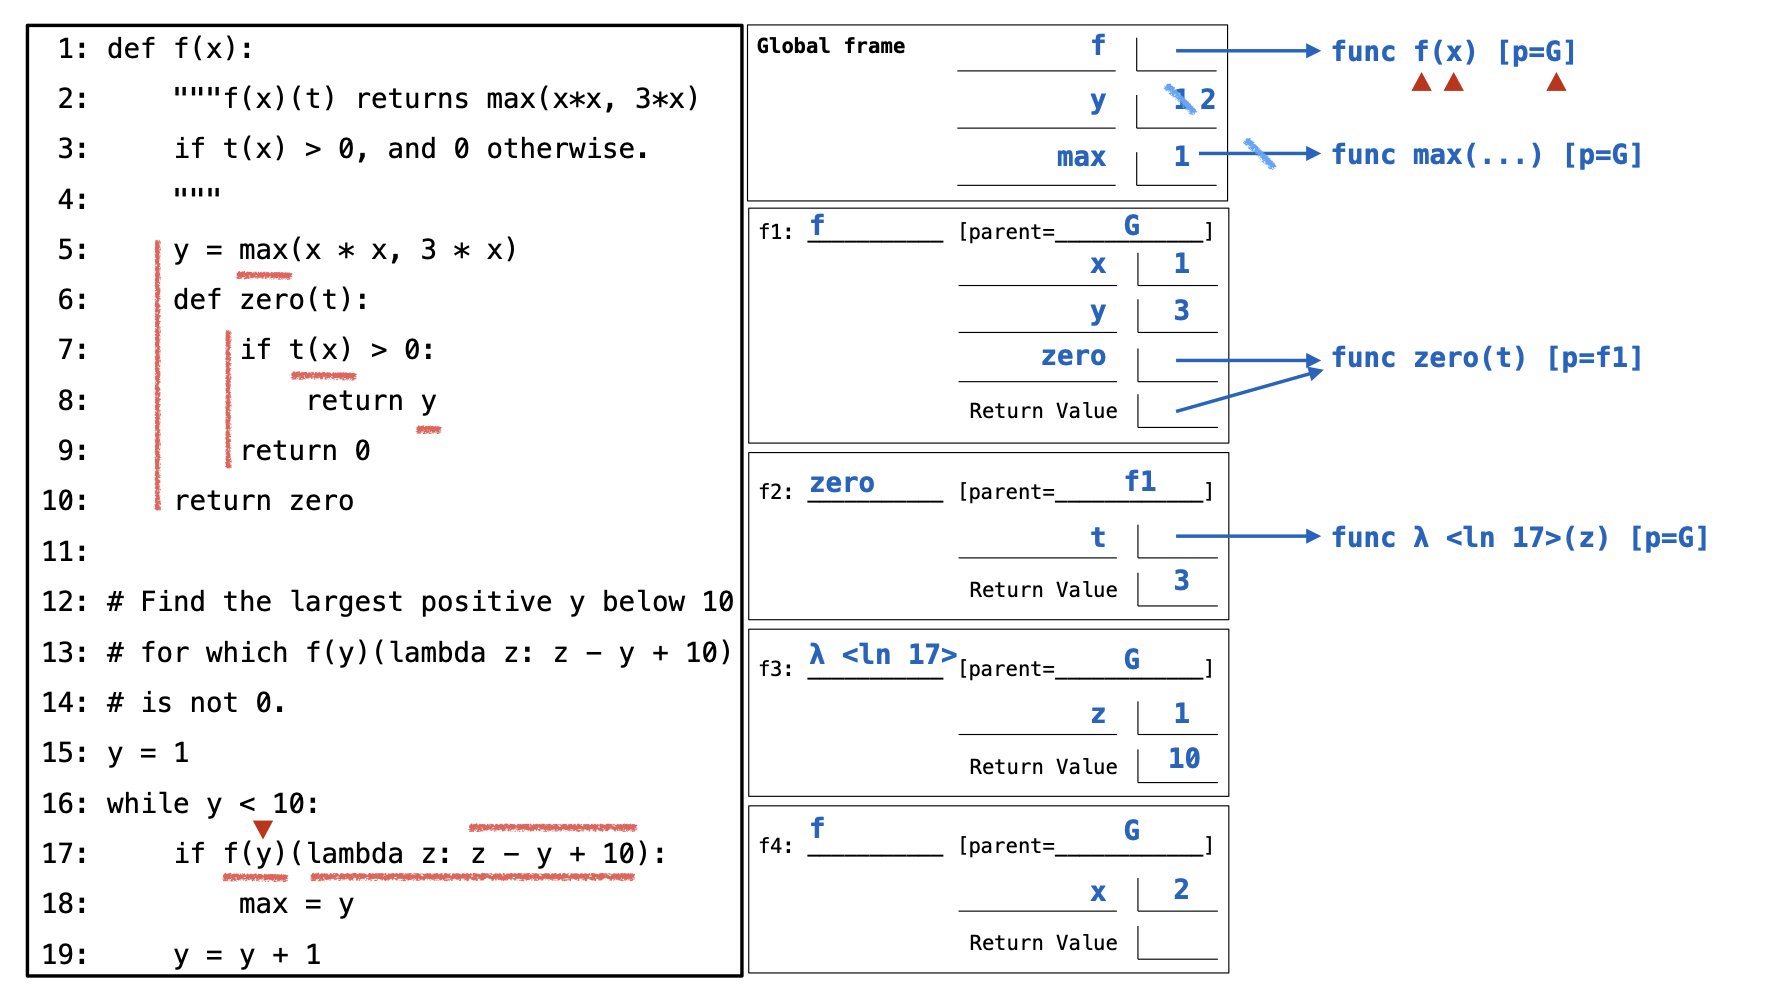 1: def f(x):
2: """f(x)(t) returns max(x*x, 3*x)
3: if t(x) > 0, and 0 otherwise.
4: """
5: y = max(x * x, 3 * x)
6: def zero(t):
7: if t(x) > 0:
8: return y
9: return 0
10: return zero
11:
12: # Find the largest positive y below 10
13: # for which f(y)(lambda z: z - y + 10)
14: # is not 0.
15: y = 1
16: while y < 10:
17: if f(y)(lambda z: z - y + 10):
18: max = y
19: y = y + 1
Global frame
f
func f(x) [p=G]
y 1 2
max 1
func max(...) [p=G]
f1: f [parent=G]
x 1
y 3
zero
func zero(t) [p=f1]
Return Value
f2: zero [parent=f1]
t
func λ <ln 17>(z) [p=G]
Return Value 3
f3: λ <ln 17> [parent=G]
z 1
Return Value 10
f4: f [parent=G]
x 2
Return Value